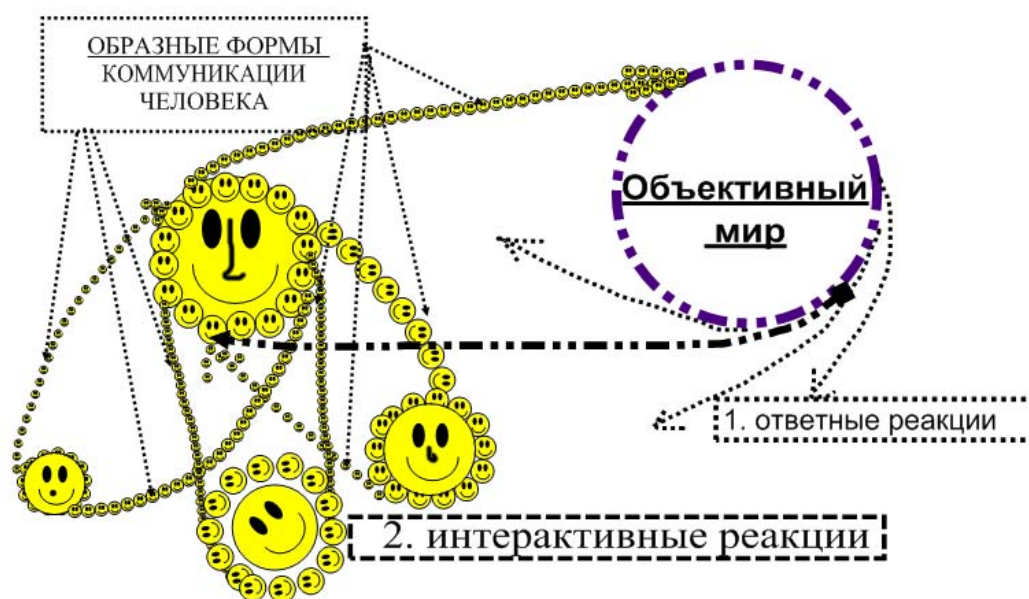 ОБРАЗНЫЕ ФОРМЫ
КОММУНИКАЦИИ
ЧЕЛОВЕКА
Объективный
мир
1. ответные реакции
2. интерактивные реакции